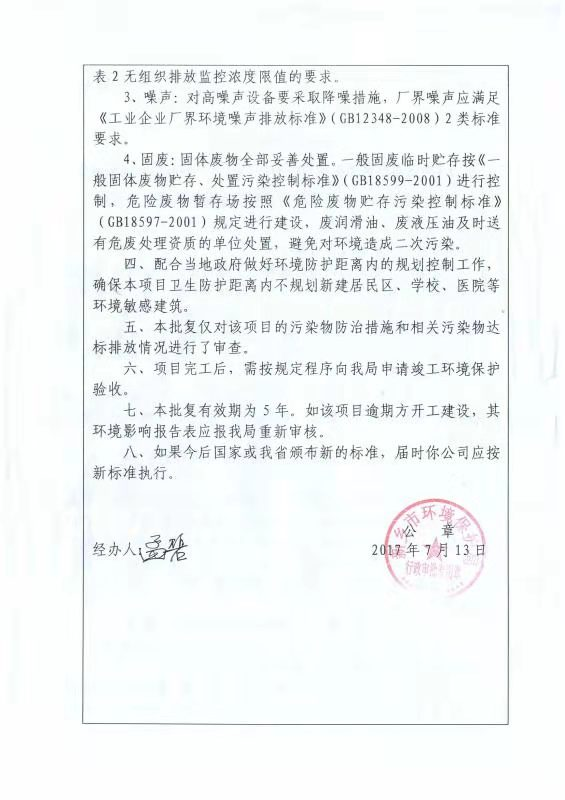 表 2 无组织排放监控浓度限值的要求。
3、噪声：对高噪声设备要采取降噪措施，厂界噪声应满足
《工业企业厂界环境噪声排放标准》（GB12348-2008）2 类标准
要求。
4、固废：固体废物全部妥善处置。一般固废临时贮存按《一
般固体废物贮存、处置污染控制标准》（GB18599-2001）进行控
制，危险废物暂存场按照《危险废物贮存污染控制标准》
（GB18597-2001）规定进行建设，废润滑油、废液压油及时送
有危废处理资质的单位处置，避免对环境造成二次污染。
四、配合当地政府做好环境防护距离内的规划控制工作，
确保本项目卫生防护距离内不规划新建居民区、学校、医院等
环境敏感建筑。
五、本批复仅对该项目的污染物防治措施和相关污染物达
标排放情况进行了审查。
六、项目完工后，需按规定程序向我局申请竣工环境保护
验收。
七、本批复有效期为 5 年。如该项目逾期方开工建设，其
环境影响报告表应报我局重新审核。
八、如果今后国家或我省颁布新的标准，届时你公司应按
新标准执行。
公 章
经办人：孟
2017 年 7 月 13 日
乡市环境保
行政审批专用章